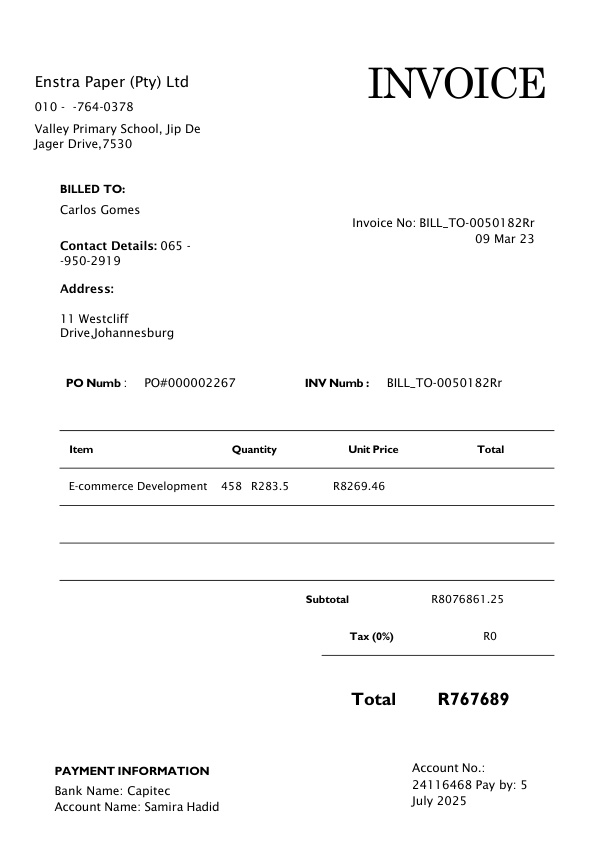 INVOICE
Enstra Paper (Pty) Ltd
010 -  -764-0378
Valley Primary School, Jip De
Jager Drive,7530
BILLED TO:
Carlos Gomes
Invoice No: BILL_TO-0050182Rr
09 Mar 23
Contact Details: 065 -
-950-2919
Address:
11 Westcliff
Drive,Johannesburg
PO Numb : PO#000002267 INV Numb : BILL_TO-0050182Rr
Item Quantity Unit Price Total
E-commerce Development 458 R283.5 R8269.46
Subtotal R8076861.25
Tax (0%) R0
Total R767689
PAYMENT INFORMATION
Bank Name: Capitec
Account Name: Samira Hadid
Account No.:
24116468 Pay by: 5
July 2025